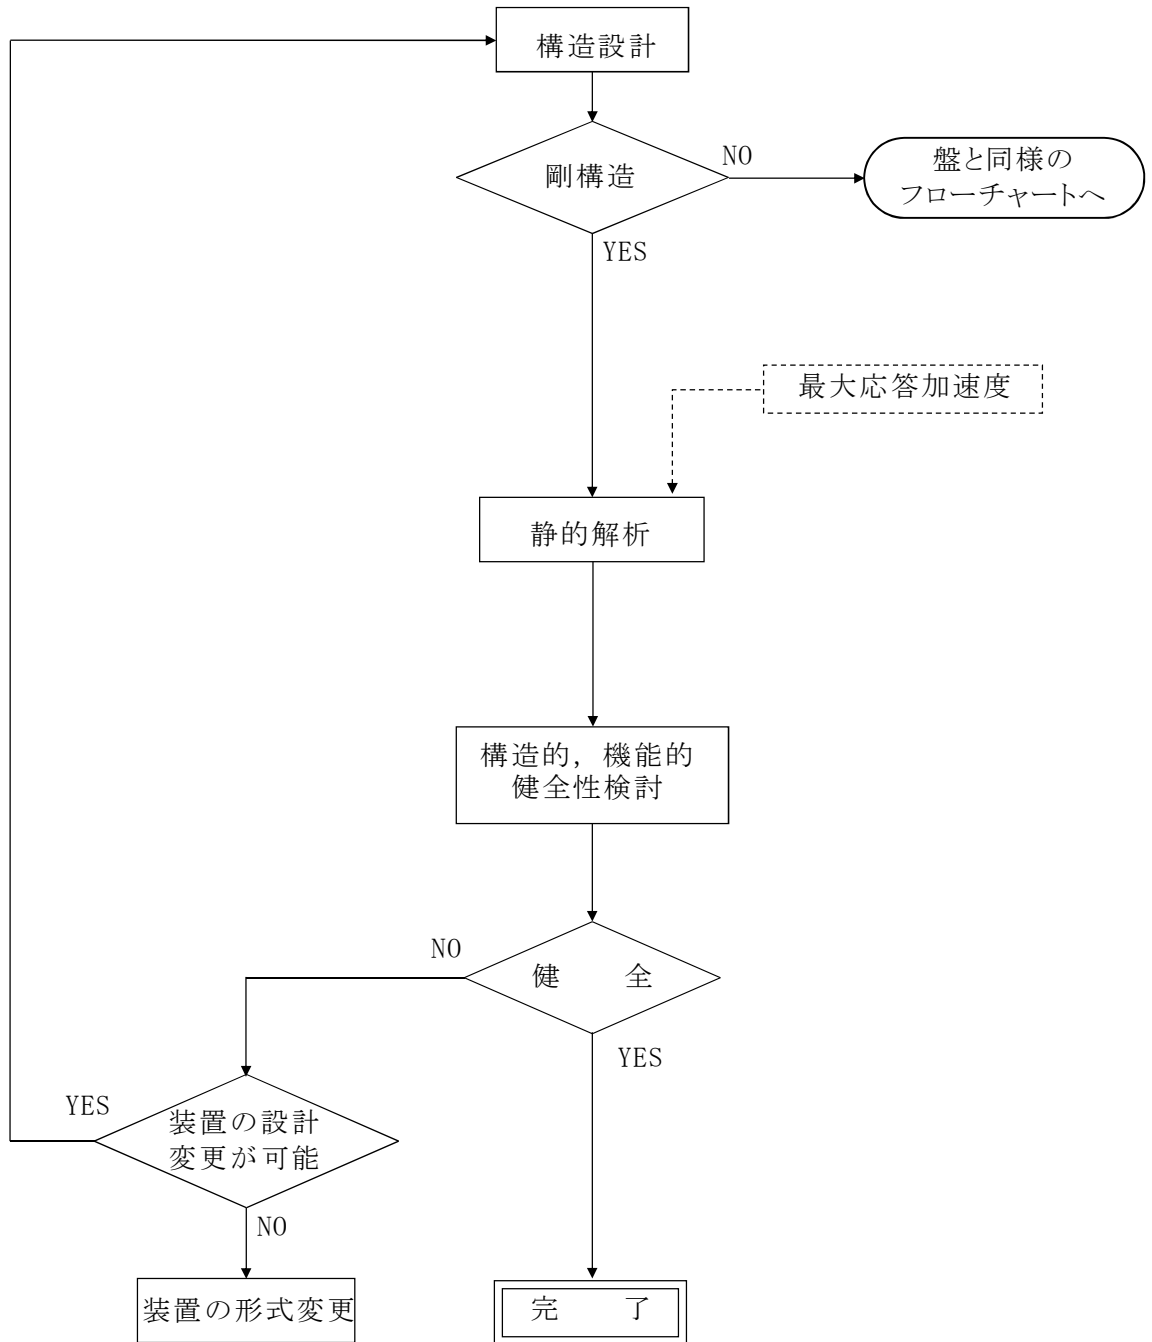 構造設計
剛構造
NO
盤と同様の
フローチャートへ
YES
最大応答加速度
静的解析
構造的，機能的
健全性検討
NO
健　全
YES
YES
装置の設計
変更が可能
NO
装置の形式変更
完　了